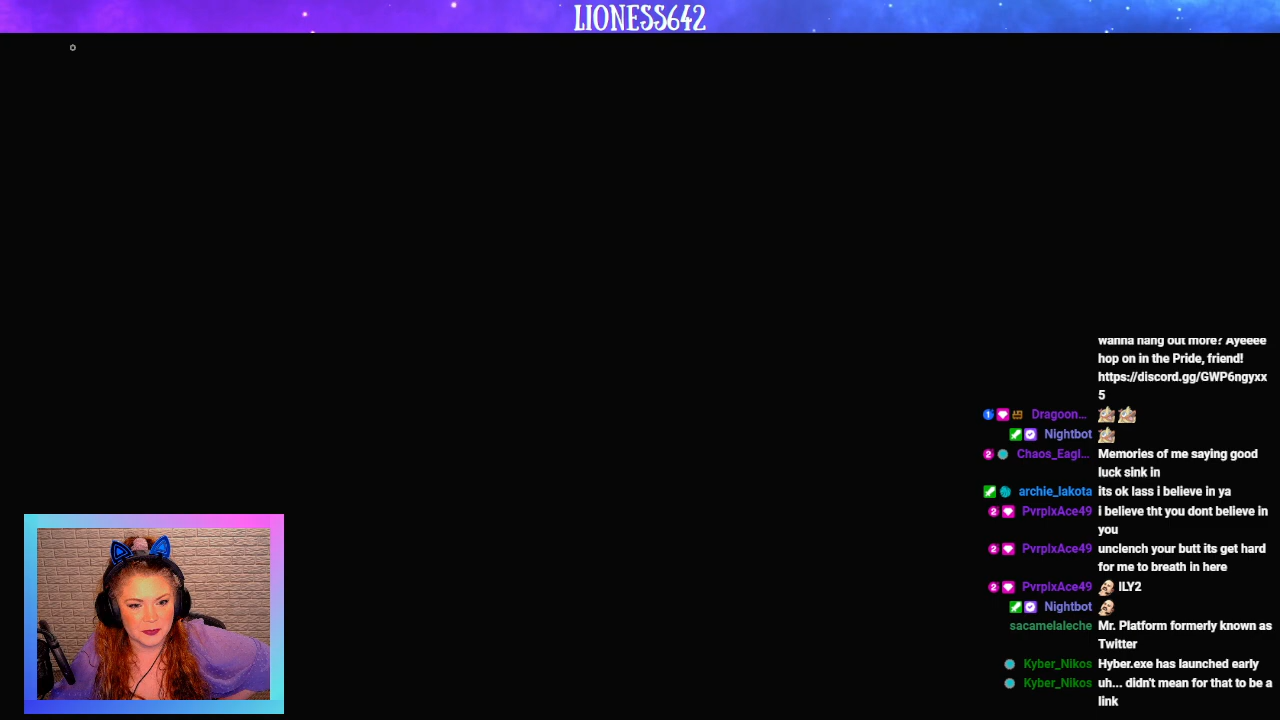 LIONESS642
wanna hang out more? Ayeeee
hop on in the Pride, friend!
https://discord.gg/GWP6ngyxx
5
Dragoon...
Nightbot
Chaos_Eagl... Memories of me saying good
luck sink in
archie_lakota its ok lass i believe in ya
PvrplxAce49 i believe tht you dont believe in
you
PvrplxAce49 unclench your butt its get hard
for me to breath in here
PvrplxAce49 ILY2
Nightbot
sacamelaleche Mr. Platform formerly known as
Twitter
Kyber_Nikos Hyber.exe has launched early
Kyber_Nikos uh... didn't mean for that to be a
link